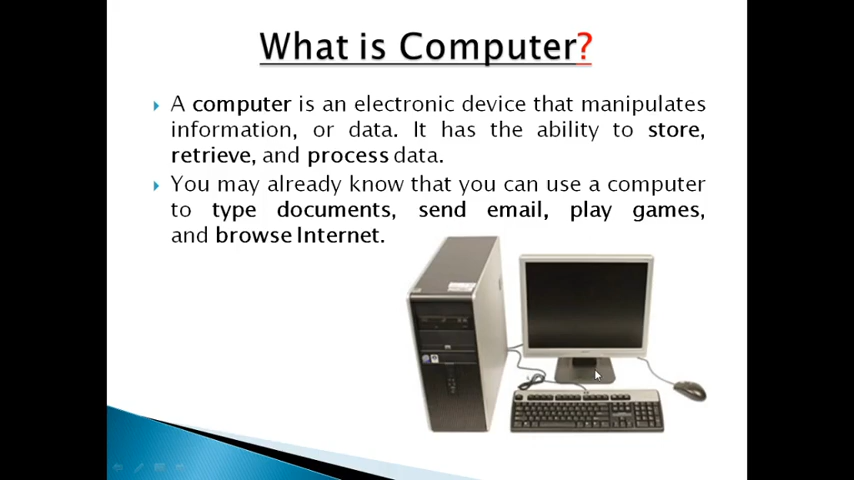 What is Computer?
A computer is an electronic device that manipulates
information, or data. It has the ability to store,
retrieve, and process data.
You may already know that you can use a computer
to type documents, send email, play games,
and browse Internet.